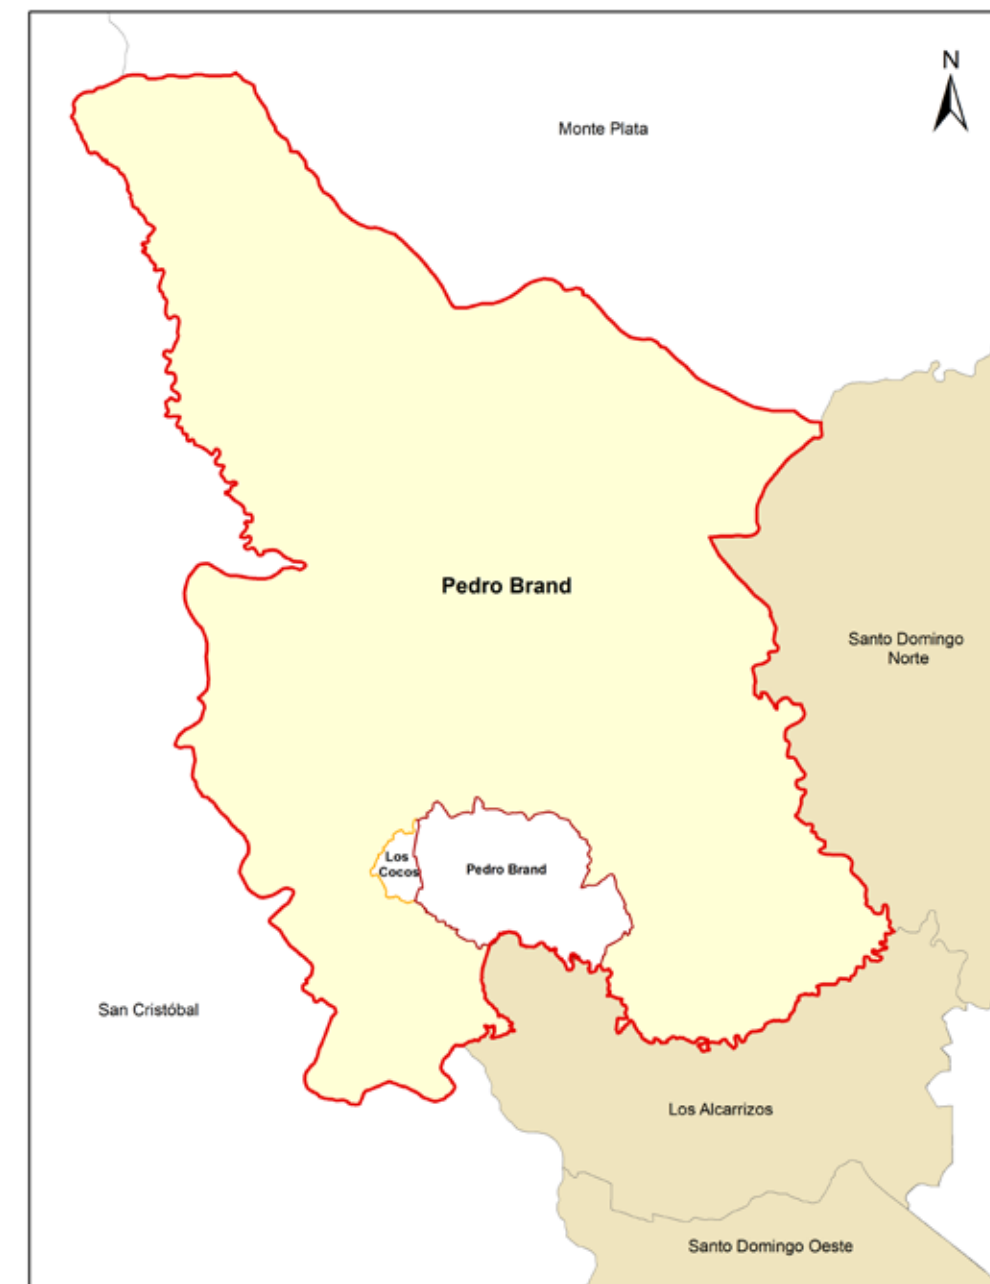 N
Monte Plata
Pedro Brand
Santo Domingo
Norte
Los
Cocos
Pedro Brand
San Cristóbal
Los Alcarrizos
Santo Domingo Oeste